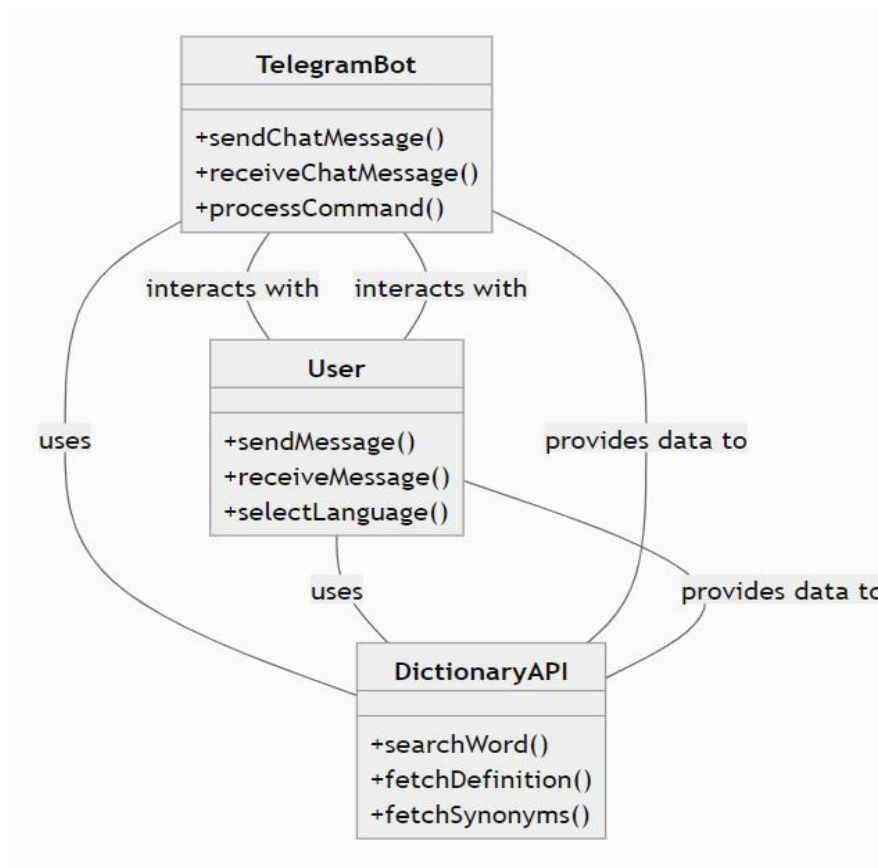 TelegramBot
+sendChatMessage()
+receiveChatMessage()
+processCommand()
interacts with
interacts with
User
uses
+sendMessage()
provides data to
+receiveMessage()
+selectLanguage()
uses
provides data to
DictionaryAPI
+searchWord()
+fetchDefinition()
+fetchSynonyms()